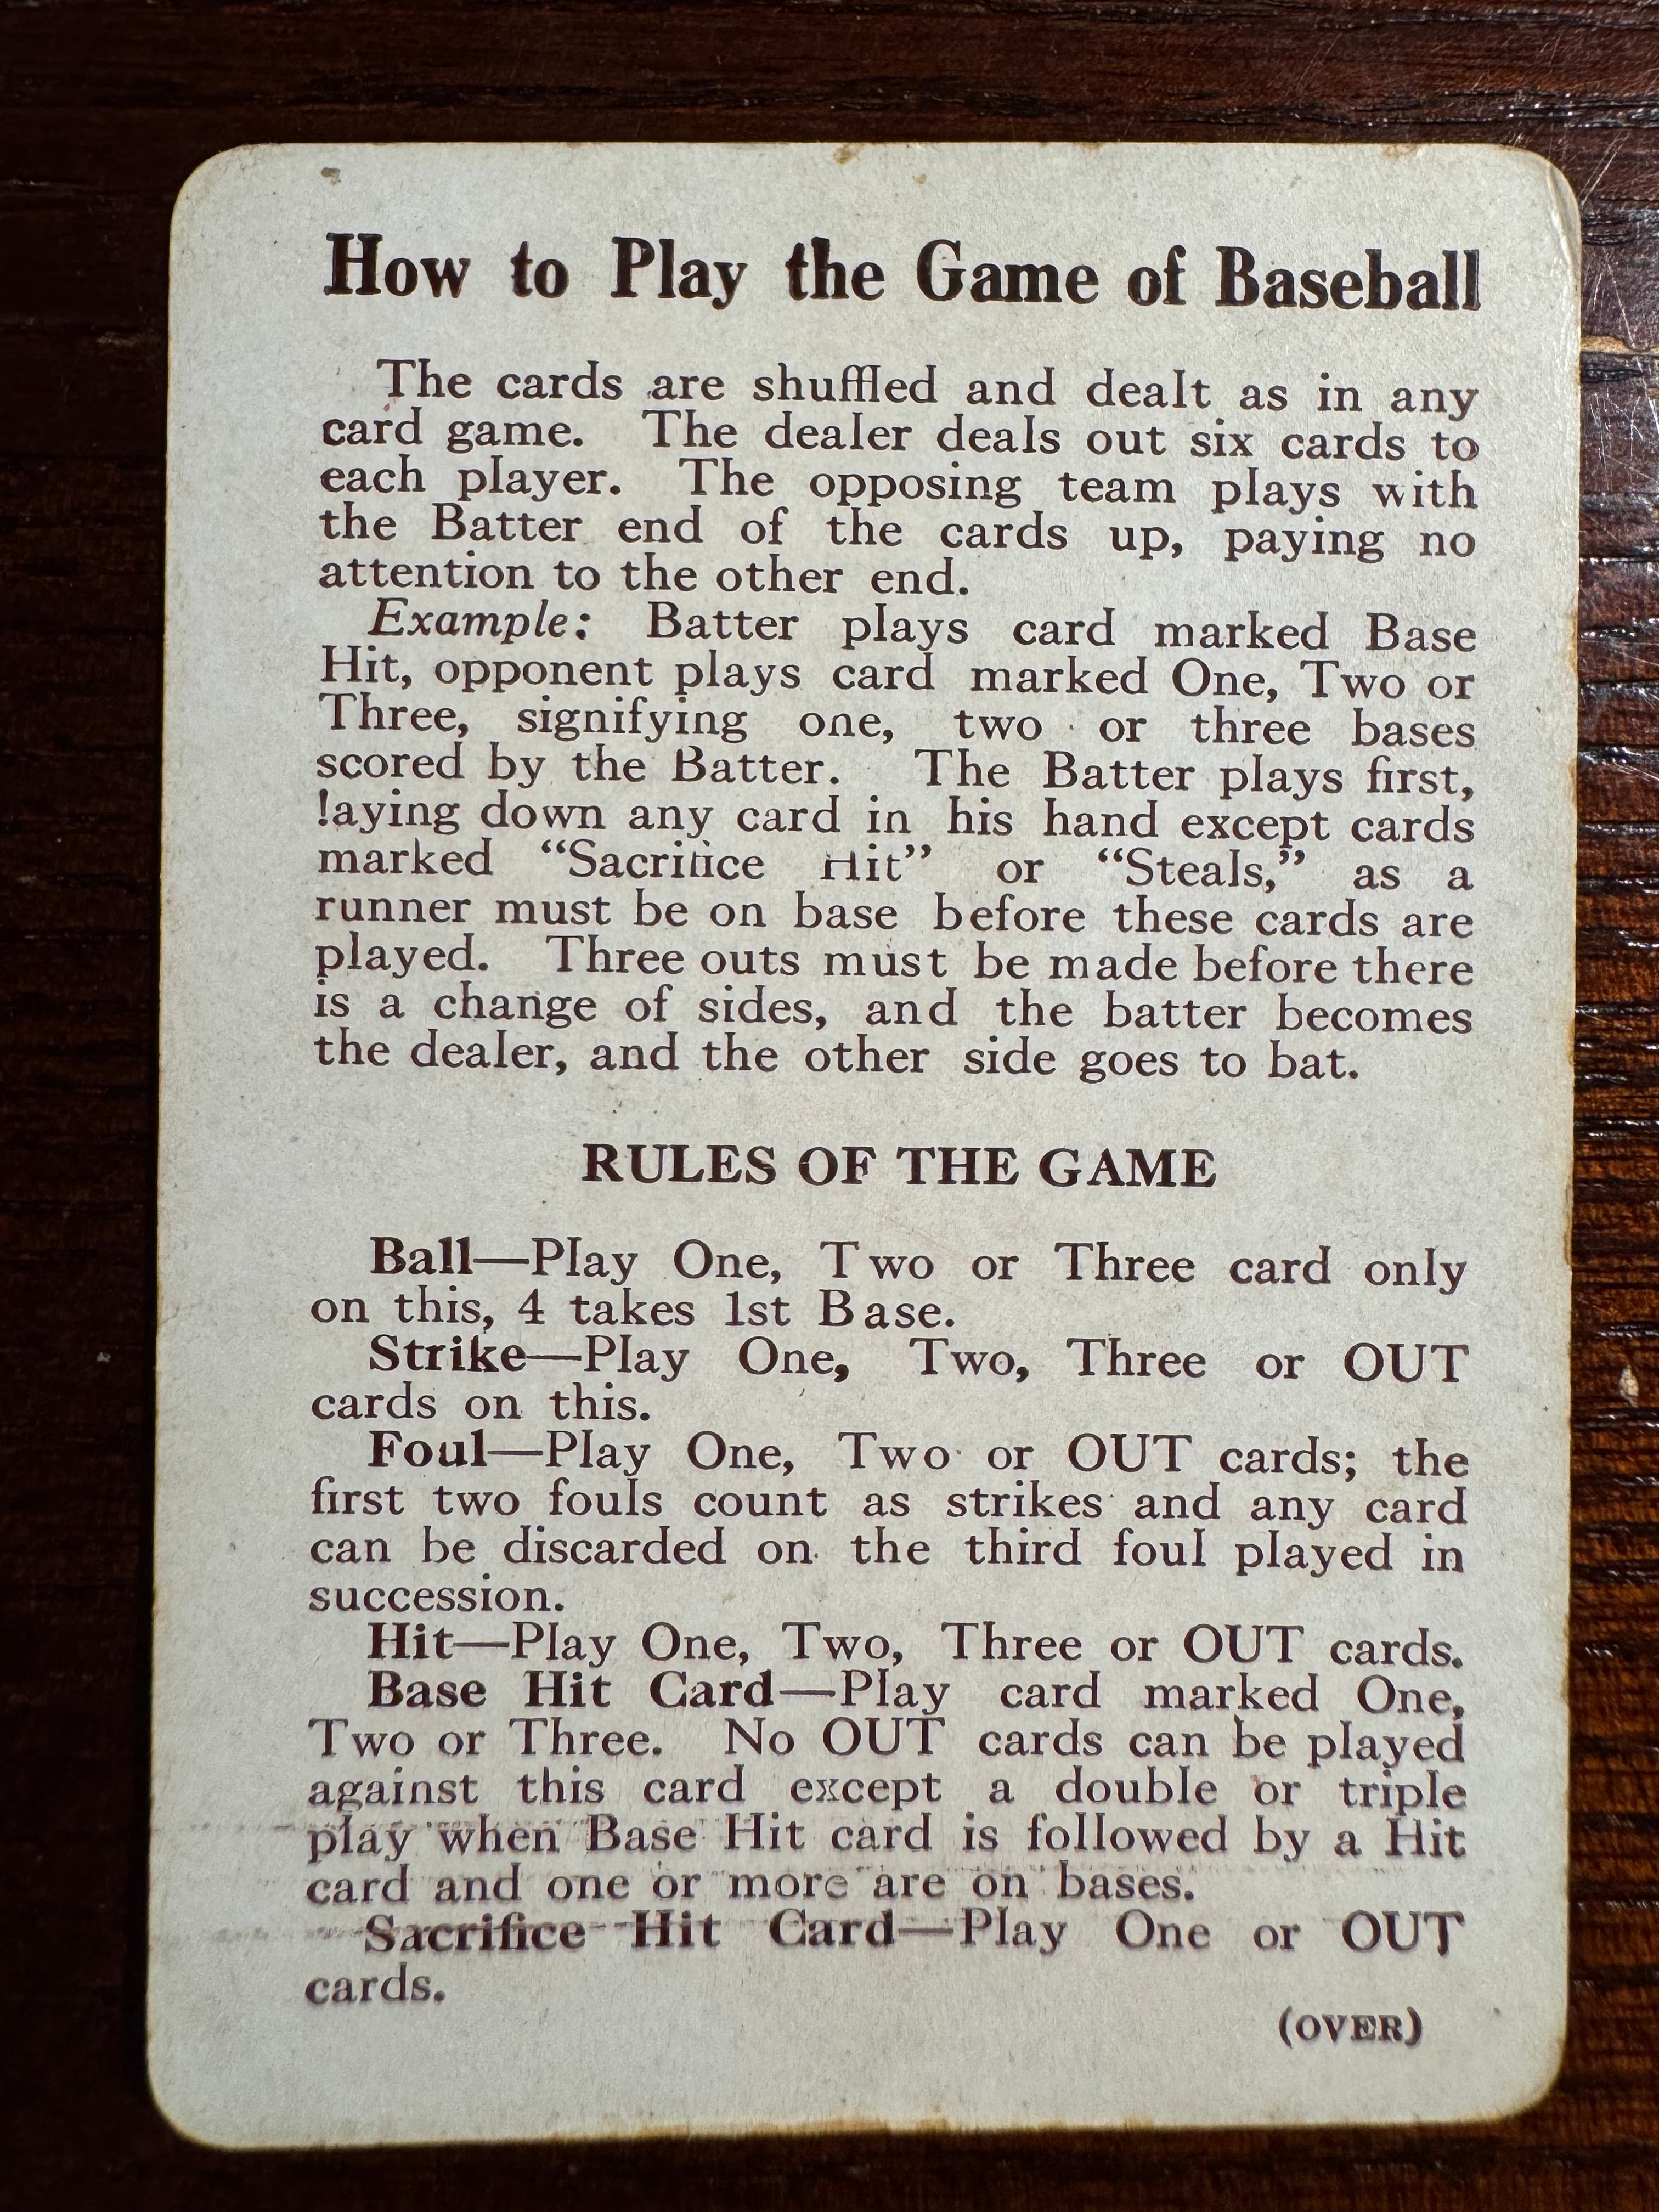 How to Play the Game of Baseball
The cards are shuffled and dealt as in any
card game. The dealer deals out six cards to
each player. The opposing team plays with
the Batter end of the cards up, paying no
attention to the other end.
Example: Batter plays card marked Base
Hit, opponent plays card marked One, Two or
Three, signifying one, two or three bases
scored by the Batter. The Batter plays first,
laying down any card in his hand except cards
marked “Sacrifice Hit” or “Steals,” as a
runner must be on base before these cards are
played. Three outs must be made before there
is a change of sides, and the batter becomes
the dealer, and the other side goes to bat.
RULES OF THE GAME
Ball—Play One, Two or Three card only
on this, 4 takes 1st Base.
Strike—Play One, Two, Three or OUT
cards on this.
Foul—Play One, Two or OUT cards; the
first two fouls count as strikes and any card
can be discarded on the third foul played in
succession.
Hit—Play One, Two, Three or OUT cards.
Base Hit Card—Play card marked One,
Two or Three. No OUT cards can be played
against this card except a double or triple
play when Base Hit card is followed by a Hit
card and one or more are on bases.
Sacrifice Hit Card—Play One or OUT
cards.
(OVER)